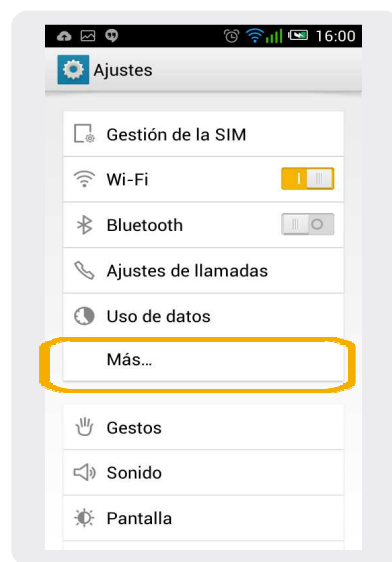 16:00
Ajustes
Gestión de la SIM
Wi-Fi
Bluetooth
Ajustes de llamadas
Uso de datos
Más...
Gestos
Sonido
Pantalla